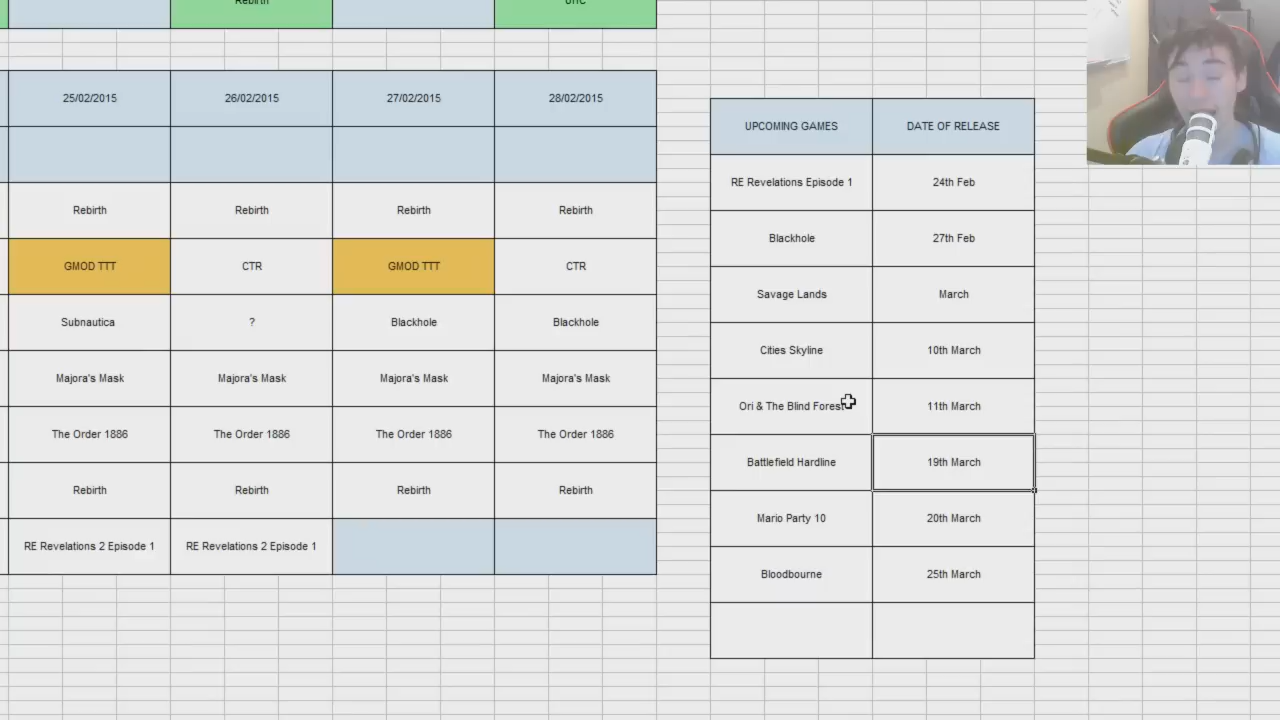 Rebirth
UHC
25/02/2015 26/02/2015 27/02/2015 28/02/2015
Rebirth Rebirth Rebirth Rebirth
GMOD TTT CTR GMOD TTT CTR
Subnautica ? Blackhole Blackhole
Majora's Mask Majora's Mask Majora's Mask Majora's Mask
The Order 1886 The Order 1886 The Order 1886 The Order 1886
Rebirth Rebirth Rebirth Rebirth
RE Revelations 2 Episode 1 RE Revelations 2 Episode 1
UPCOMING GAMES DATE OF RELEASE
RE Revelations Episode 1 24th Feb
Blackhole 27th Feb
Savage Lands March
Cities Skyline 10th March
Ori & The Blind Forest 11th March
Battlefield Hardline 19th March
Mario Party 10 20th March
Bloodbourne 25th March